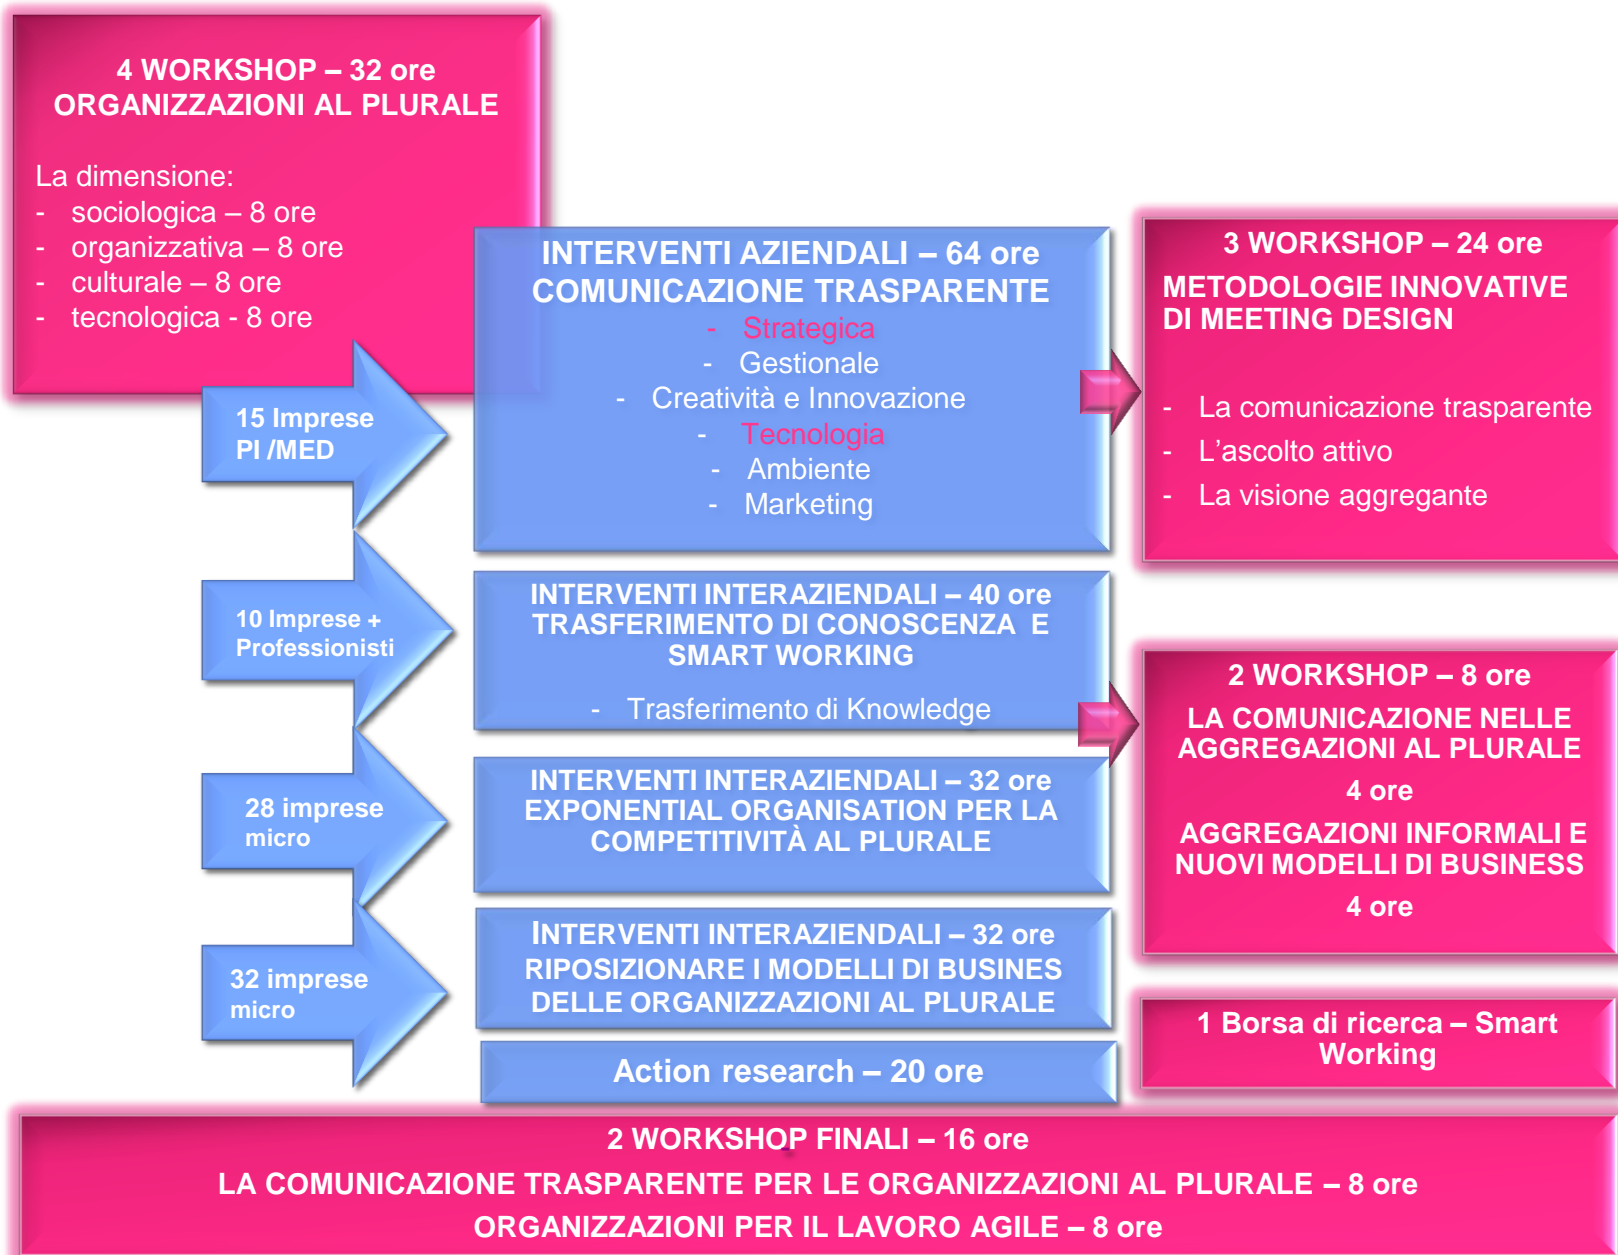 4 WORKSHOP – 32 ore
ORGANIZZAZIONI AL PLURALE
La dimensione:
- sociologica – 8 ore
- organizzativa – 8 ore
- culturale – 8 ore
- tecnologica - 8 ore
15 Imprese
PI /MED
INTERVENTI AZIENDALI – 64 ore
COMUNICAZIONE TRASPARENTE
- Strategica
- Gestionale
- Creatività e Innovazione
- Tecnologia
- Ambiente
- Marketing
3 WORKSHOP – 24 ore
METODOLOGIE INNOVATIVE
DI MEETING DESIGN
- La comunicazione trasparente
- L'ascolto attivo
- La visione aggregante
10 Imprese +
Professionisti
INTERVENTI INTERAZIENDALI – 40 ore
TRASFERIMENTO DI CONOSCENZA E
SMART WORKING
- Trasferimento di Knowledge
2 WORKSHOP – 8 ore
LA COMUNICAZIONE NELLE
AGGREGAZIONI AL PLURALE
4 ore
AGGREGAZIONI INFORMALI E
NUOVI MODELLI DI BUSINESS
4 ore
28 imprese
micro
INTERVENTI INTERAZIENDALI – 32 ore
EXPONENTIAL ORGANISATION PER LA
COMPETITIVITÀ AL PLURALE
32 imprese
micro
INTERVENTI INTERAZIENDALI – 32 ore
RIPOSIZIONARE I MODELLI DI BUSINES
DELLE ORGANIZZAZIONI AL PLURALE
1 Borsa di ricerca – Smart
Working
Action research – 20 ore
2 WORKSHOP FINALI – 16 ore
-
LA COMUNICAZIONE TRASPARENTE PER LE ORGANIZZAZIONI AL PLURALE – 8 ore
ORGANIZZAZIONI PER IL LAVORO AGILE – 8 ore